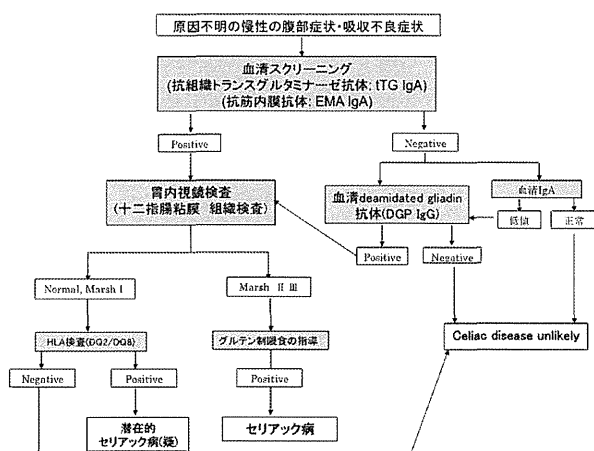 原因不明の慢性の腹部症状・吸収不良症状
血清スクリーニング
(抗組織トランスグルタミナーゼ抗体; tTG IgA)
(抗筋内膜抗体; EMA IgA)
Positive
Negative
胃内視鏡検査
(十二指腸粘膜 組織検査)
血清deamidated gliadin
抗体(DGP IgG)
血清IgA
低値
正常
Positive
Negative
Normal, Marsh I
Marsh II III
Celiac disease unlikely
HLA検査(DQ2/DQ8)
グルテン制限食の指導
Negative
Positive
Positive
潜在的
セリアック病(疑)
セリアック病